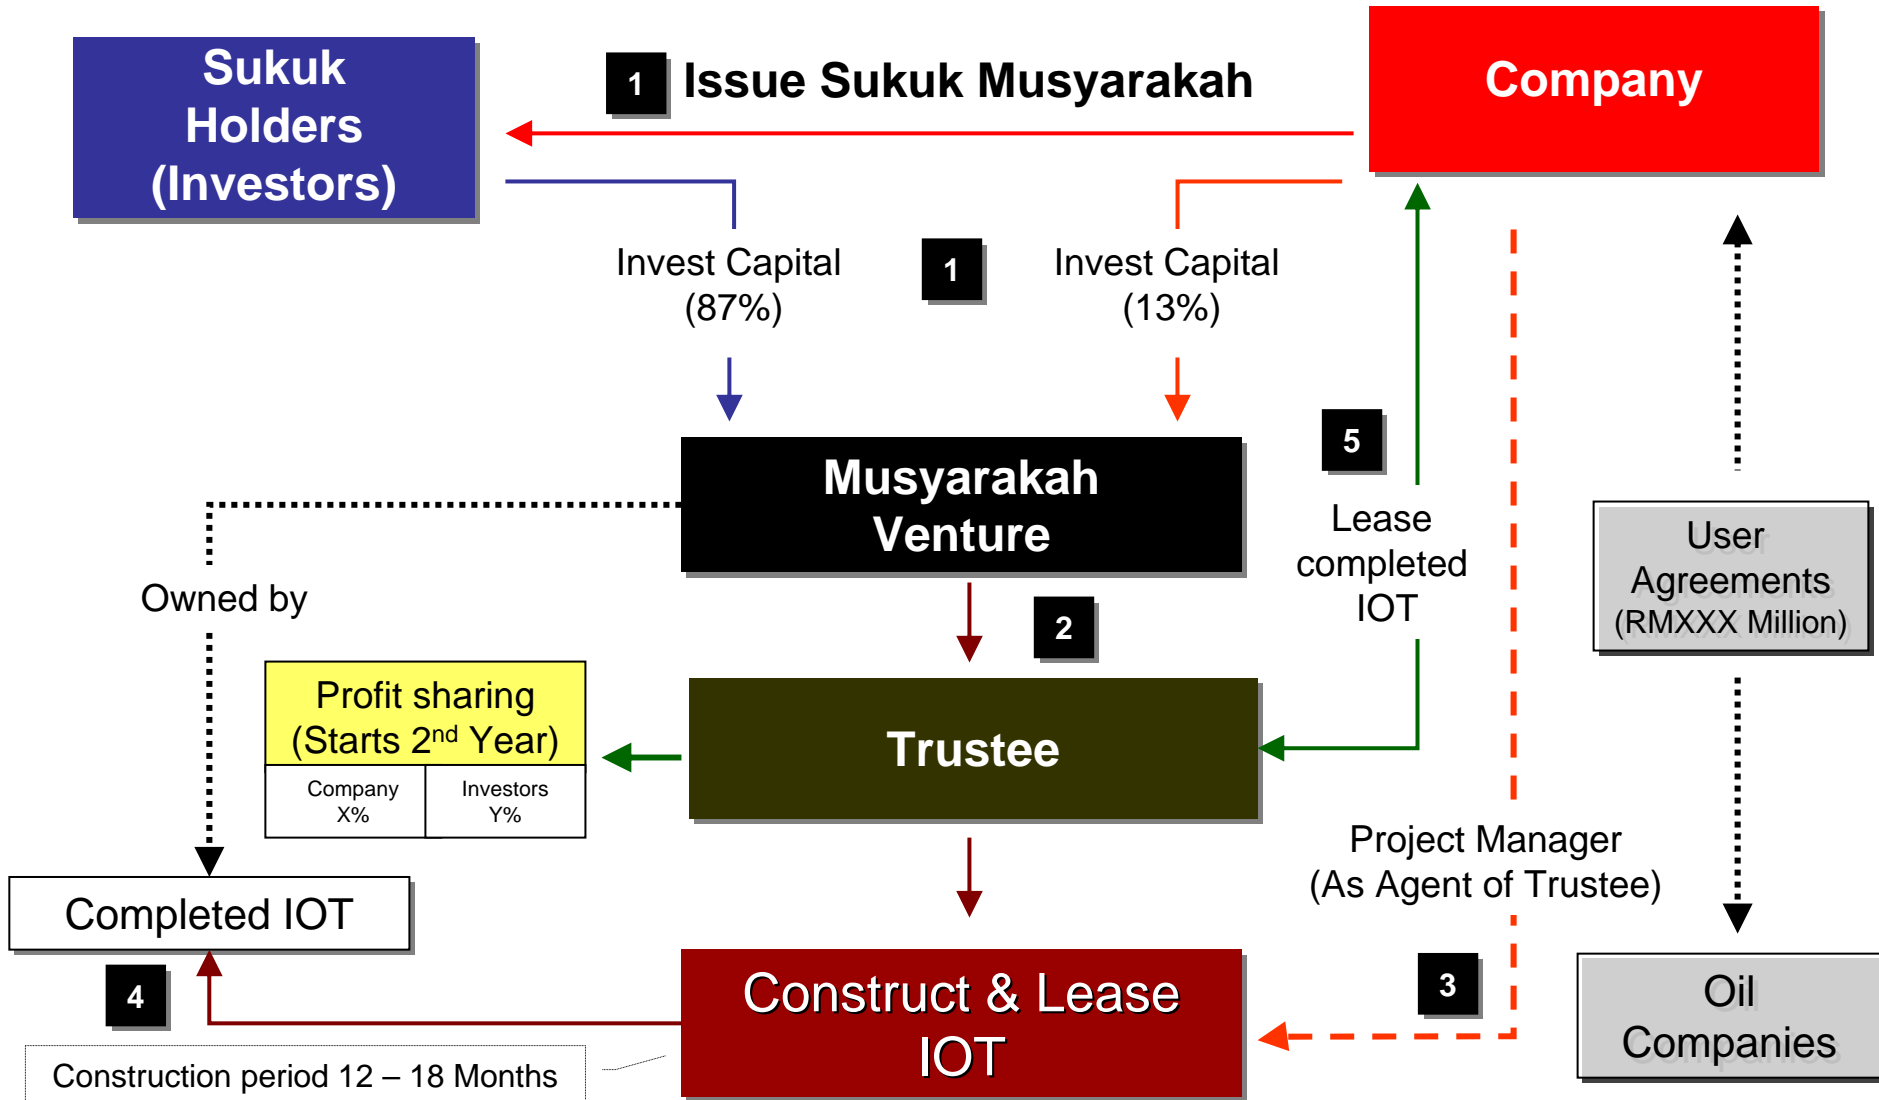 Sukuk
Holders
(Investors)
1 Issue Sukuk Musyarakah
Company
Invest Capital
(87%)
1
Invest Capital
(13%)
Musyarakah
Venture
5
Lease
completed
IOT
User
Agreements
(RMXXX Million)
Owned by
2
Profit sharing
(Starts 2nd Year)
Company
X%
Investors
Y%
Trustee
Project Manager
(As Agent of Trustee)
Completed IOT
4
Construct & Lease
IOT
3
Oil
Companies
Construction period 12 – 18 Months